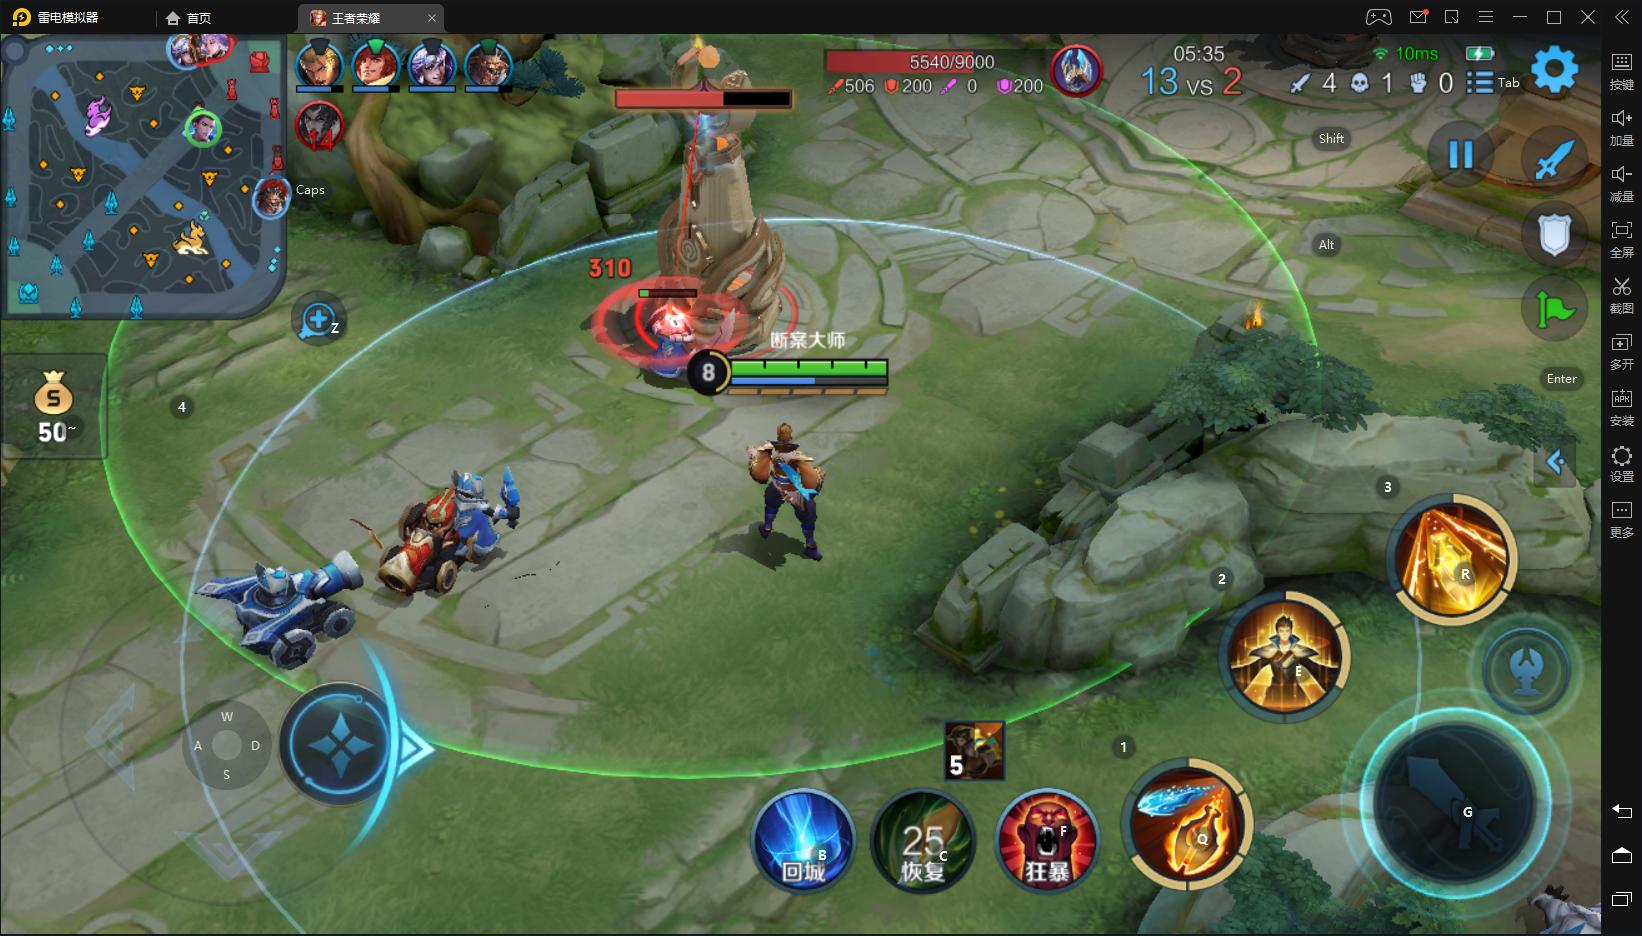 雷电模拟器
首页
王者荣耀
5540/9000
506 200 0 200
05:35
13 VS 2
10ms
4 1 0
Tab
14
Caps
Shift
Alt
Enter
Z
S
50~
4
310
断案大师
8
3
R
2
E
1
Q
G
W
A D
S
5
B
回城
25
C
恢复
F
狂暴
按键
加量
减量
全屏
截图
多开
APK
安装
设置
更多